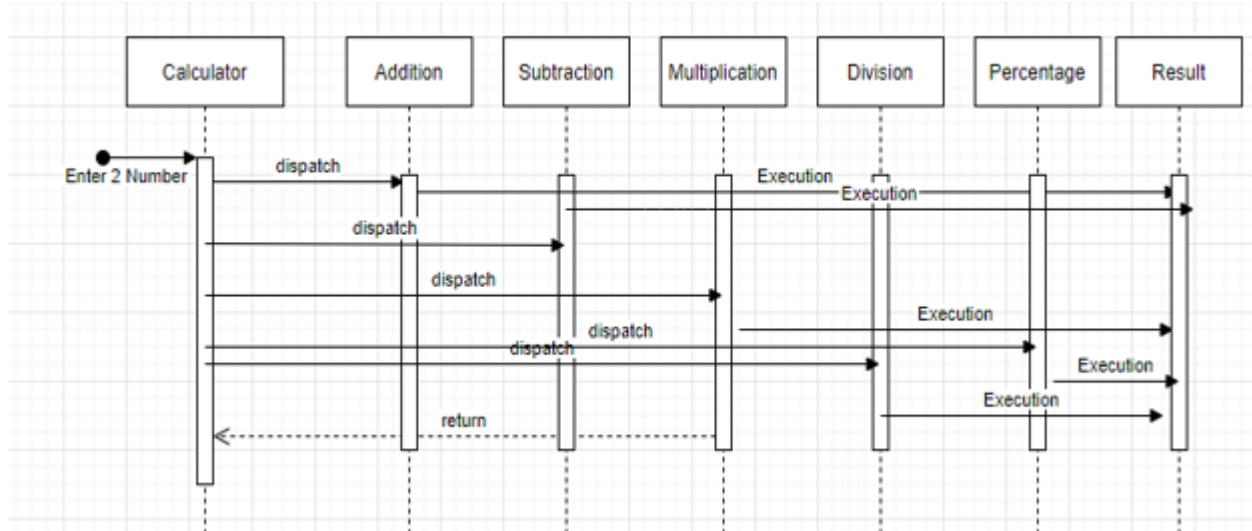 Calculator
Addition
Subtraction
Multiplication
Division
Percentage
Result
Enter 2 Number
dispatch
Execution
Execution
dispatch
dispatch
Execution
dispatch
dispatch
Execution
Execution
return